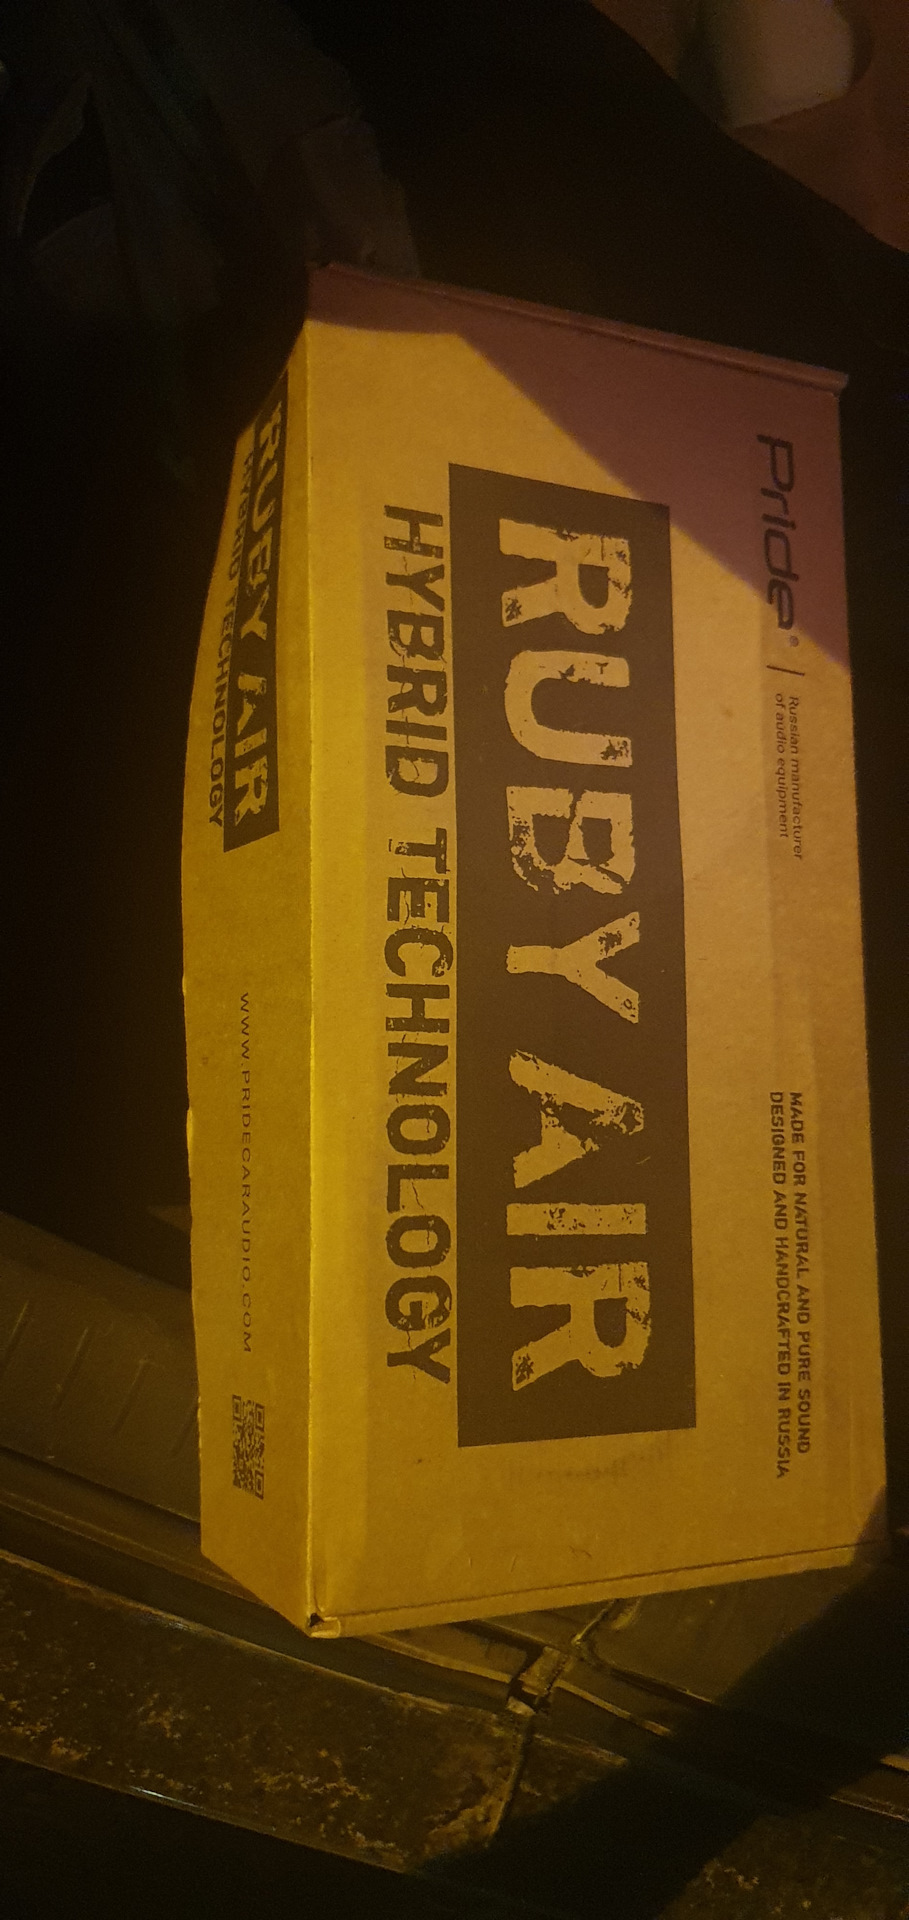 Pride®
Russian manufacturer
of audio equipment
MADE FOR NATURAL AND PURE SOUND
DESIGNED AND HANDCRAFTED IN RUSSIA
RUBY AIR
HYBRID TECHNOLOGY
RUBY AIR
HYBRID TECHNOLOGY
WWW.PRIDECARAUDIO.COM